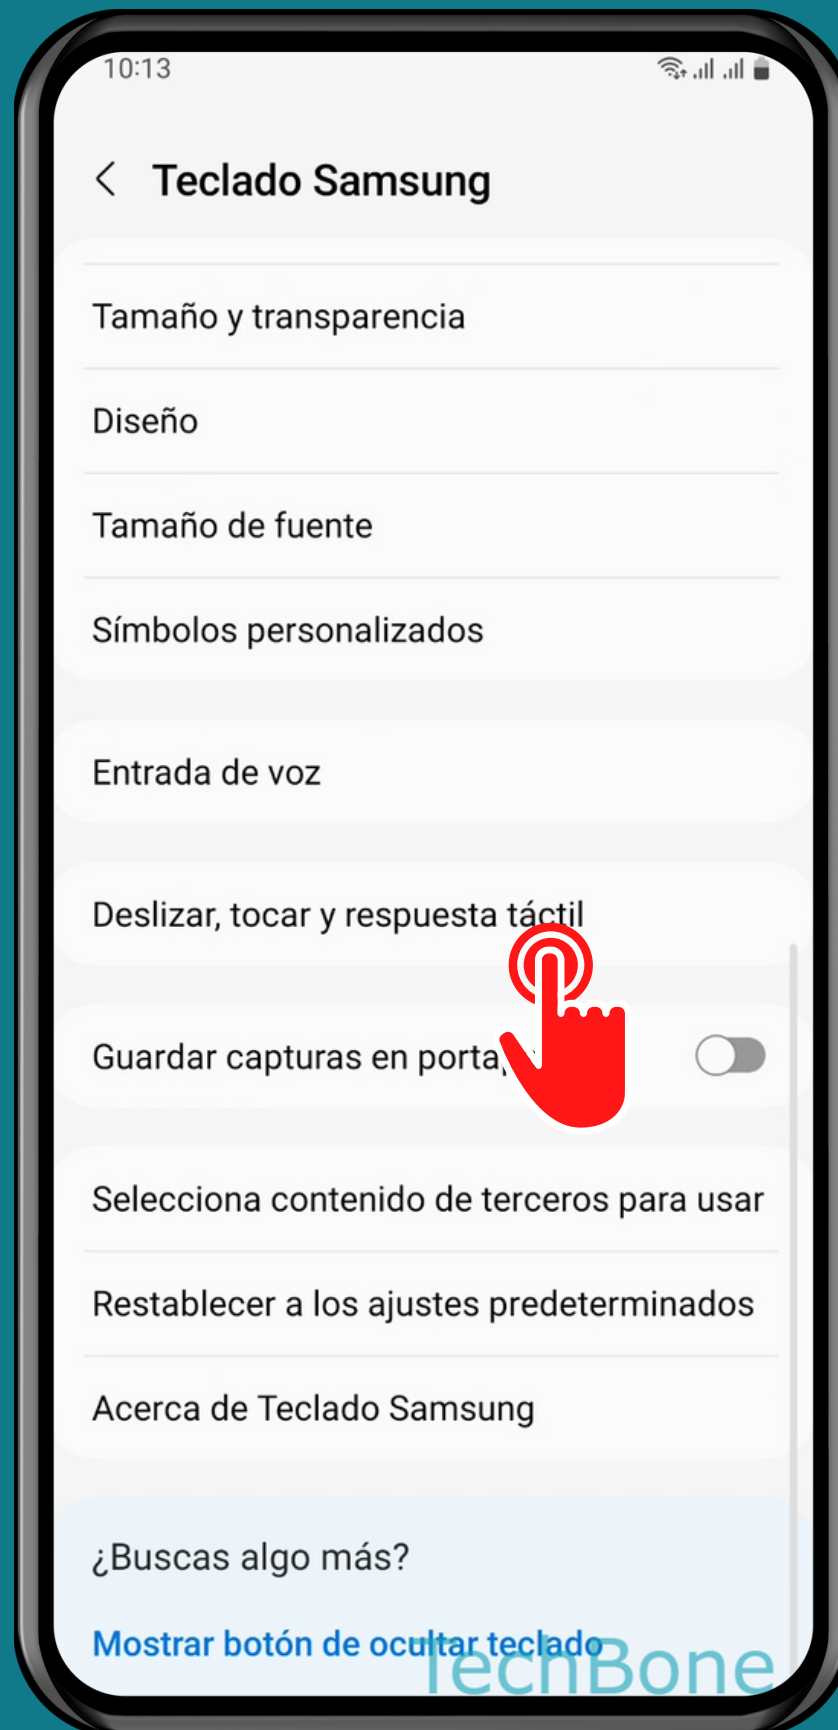 10:13
Teclado Samsung
Tamaño y transparencia
Diseño
Tamaño de fuente
Símbolos personalizados
Entrada de voz
Deslizar, tocar y respuesta táctil
Guardar capturas en
Selecciona contenido de terceros para usar
Restablecer a los ajustes predeterminados
Acerca de Teclado Samsung
¿Buscas algo más?
Mostrar botón de ocultar teclado
TechBone